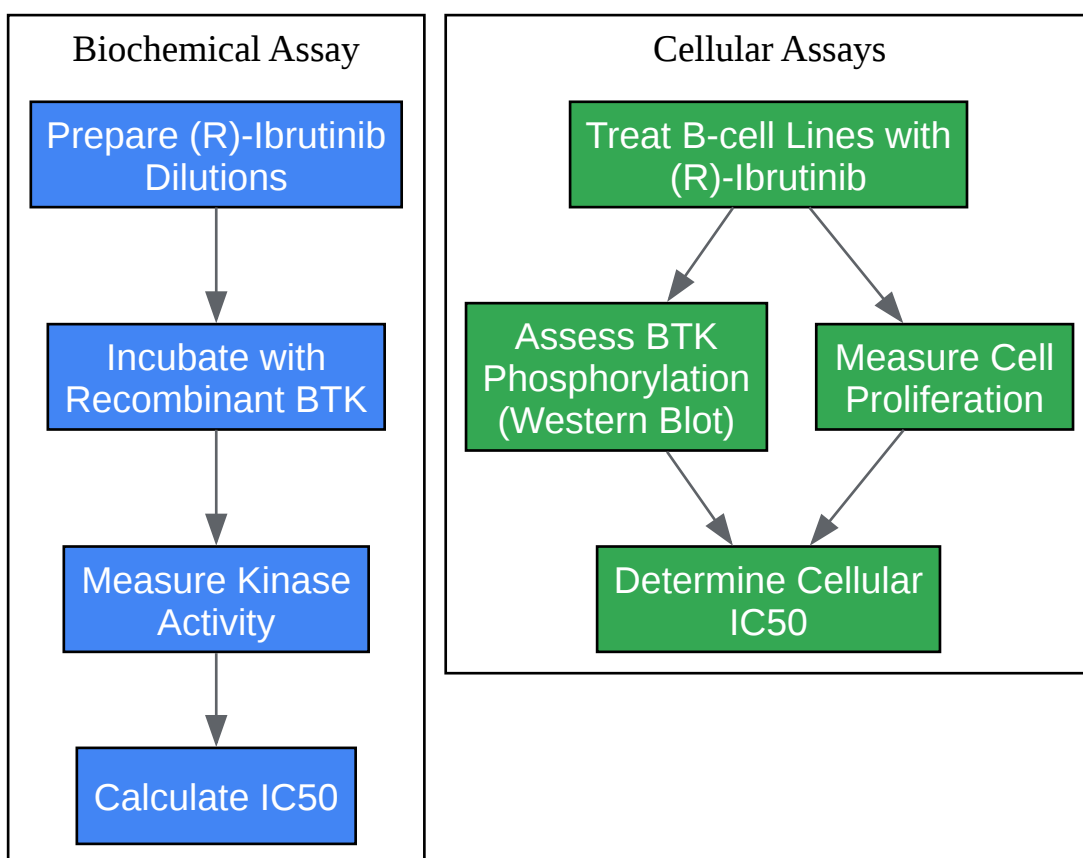 Biochemical Assay
Prepare (R)-Ibrutinib
Dilutions
Incubate with
Recombinant BTK
Measure Kinase
Activity
Calculate IC50
Cellular Assays
Treat B-cell Lines with
(R)-Ibrutinib
Assess BTK
Phosphorylation
(Western Blot)
Measure Cell
Proliferation
Determine Cellular
IC50